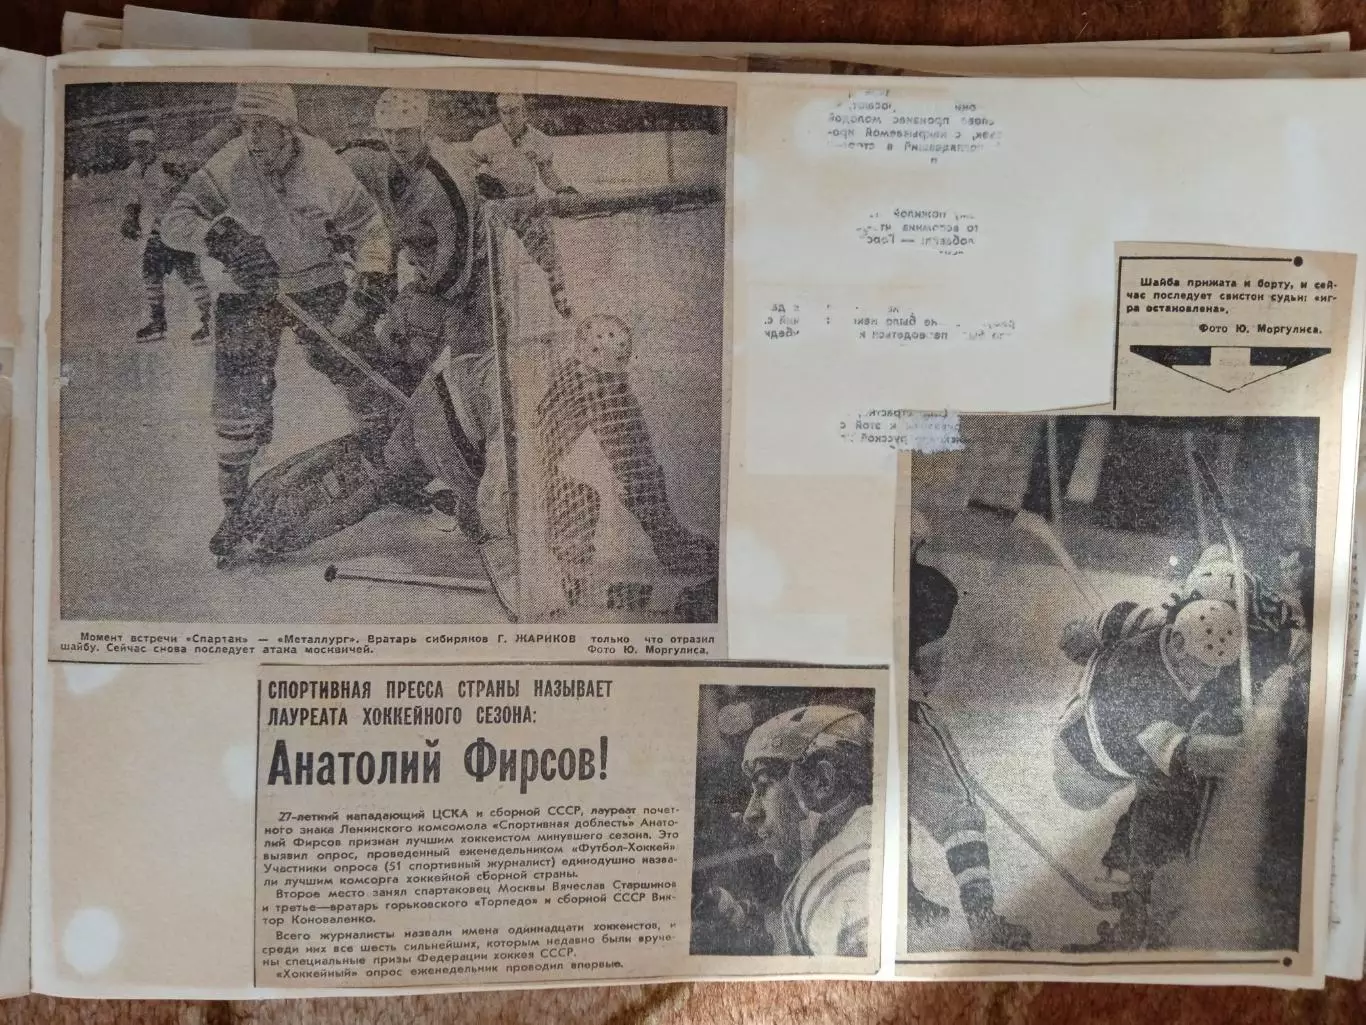 Момент встречи «Спартак» — «Металлург». Вратарь сибиряков Г. ЖАРИКОВ только что отразил
шайбу. Сейчас снова последует атака москвичей. Фото Ю. Моргулиса.
СПОРТИВНАЯ ПРЕССА СТРАНЫ НАЗЫВАЕТ
ЛАУРЕАТА ХОККЕЙНОГО СЕЗОНА:
Анатолий Фирсов!
27-летний нападающий ЦСКА и сборной СССР, лауреат почет-
ного знака Ленинского комсомола «Спортивная доблесть» Анато-
лий Фирсов признан лучшим хоккеистом минувшего сезона. Это
выявил опрос, проведенный еженедельником «Футбол-Хоккей»
Участники опроса (51 спортивный журналист) единодушно назва-
ли лучшим комсорга хоккейной сборной страны.
Второе место занял спартаковец Москвы Вячеслав Старшинов
и третье—вратарь горьковского «Торпедо» и сборной СССР Вик-
тор Коноваленко.
Всего журналисты назвали имена одиннадцати хоккеистов, и
среди них все шесть сильнейших, которым недавно были вруче-
ны специальные призы Федерации хоккея СССР.
«Хоккейный» опрос еженедельник проводил впервые.
Шайба прижата к борту, и сей-
час последует свисток судьи: «иг-
ра остановлена».
Фото Ю. Моргулиса.